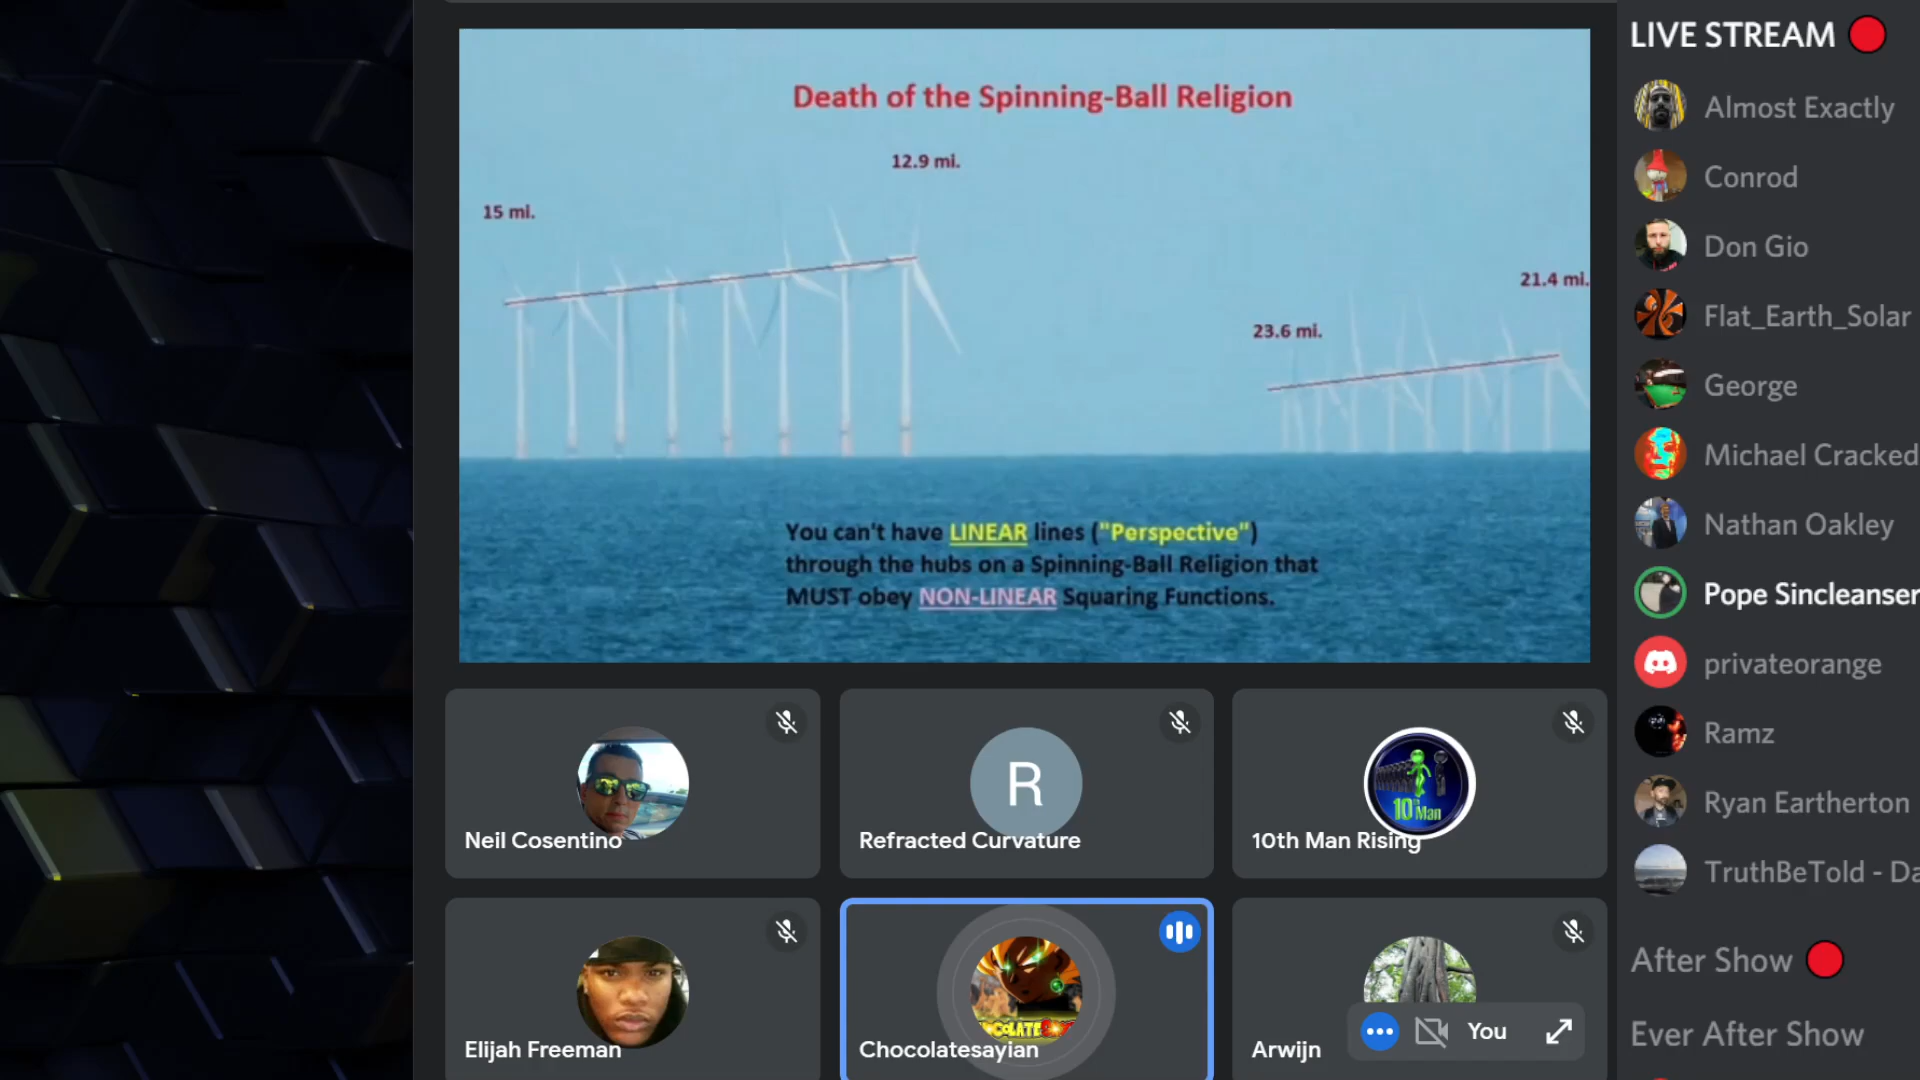 Death of the Spinning-Ball Religion
12.9 mi.
15 mi.
21.4 mi.
23.6 mi.
You can't have LINEAR lines ("Perspective")
through the hubs on a Spinning-Ball Religion that
MUST obey NON-LINEAR Squaring Functions.
Neil Cosentino
R
Refracted Curvature
10th Man
10th Man Rising
Elijah Freeman
Chocolatesayian
Arwijn
You
LIVE STREAM
Almost Exactly
Conrod
Don Gio
Flat_Earth_Solar
George
Michael Cracked
Nathan Oakley
Pope Sincleanser
privateorange
Ramz
Ryan Eartherton
TruthBeTold - Da
After Show
Ever After Show